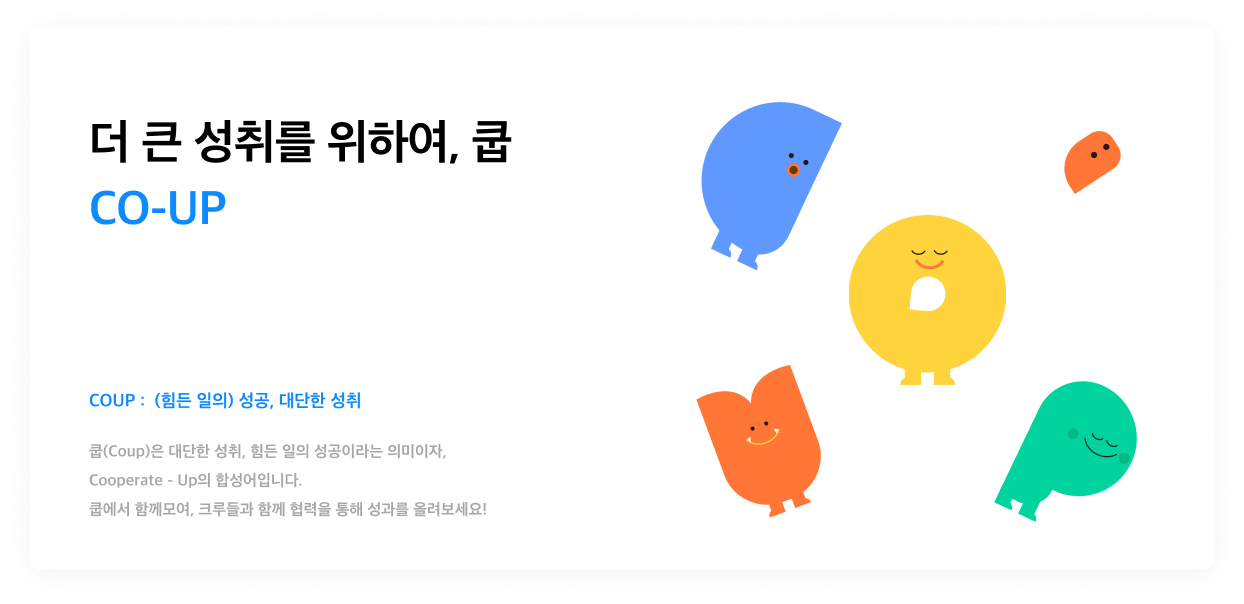 더 큰 성취를 위하여, 쿱
CO-UP
COUP : (힘든 일의) 성공, 대단한 성취
쿱(Coup)은 대단한 성취, 힘든 일의 성공이라는 의미이자,
Cooperate - Up의 합성어입니다.
쿱에서 함께모여, 크루들과 함께 협력을 통해 성과를 올려보세요!